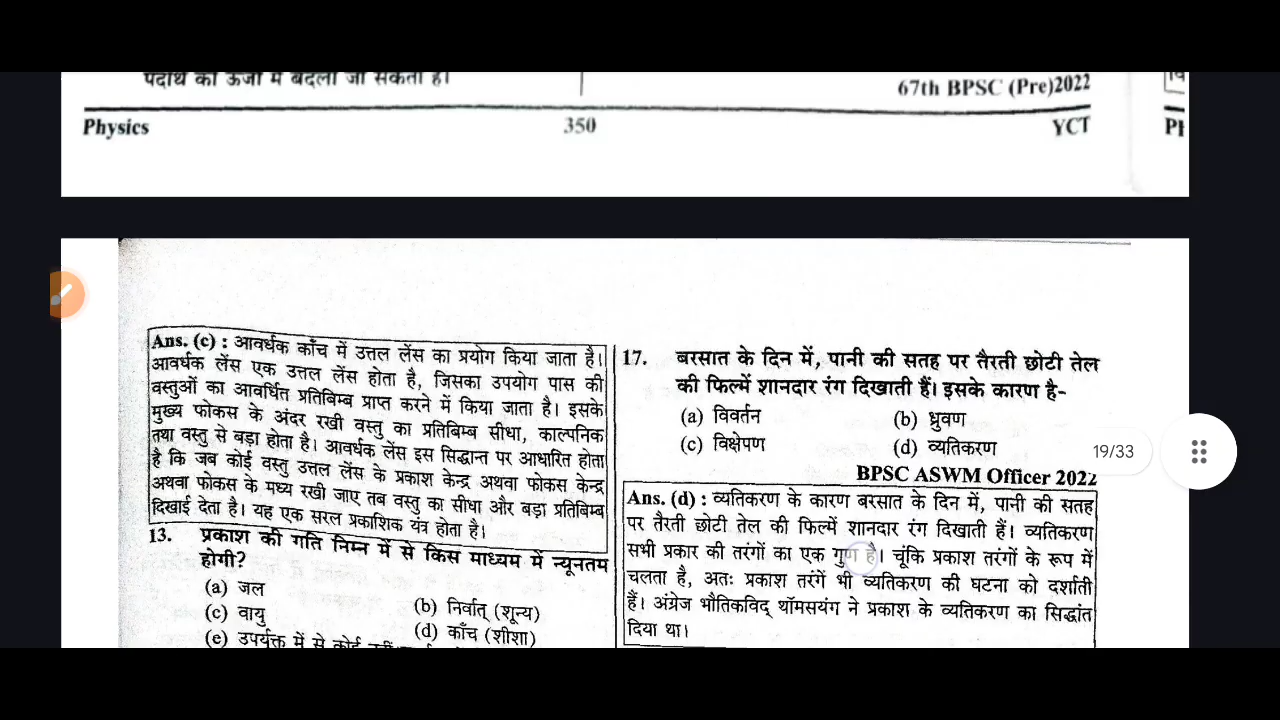 पदार्थ को ऊर्जा में बदला जा सकता है।
67th BPSC (Pre)2022
Physics
350
YCT
Ans. (c) : आवर्धक काँच में उत्तल लेंस का प्रयोग किया जाता है।
आवर्धक लेंस एक उत्तल लेंस होता है, जिसका उपयोग पास की
वस्तुओं का आवर्धित प्रतिबिम्ब प्राप्त करने में किया जाता है। इसके
मुख्य फोकस के अंदर रखी वस्तु का प्रतिबिम्ब सीधा, काल्पनिक
तथा वस्तु से बड़ा होता है। आवर्धक लेंस इस सिद्धान्त पर आधारित होता
है कि जब कोई वस्तु उत्तल लेंस के प्रकाश केन्द्र अथवा फोकस केन्द्र
अथवा फोकस के मध्य रखी जाए तब वस्तु का सीधा और बड़ा प्रतिबिम्ब
दिखाई देता है। यह एक सरल प्रकाशिक यंत्र होता है।
13. प्रकाश की गति निम्न में से किस माध्यम में न्यूनतम
होगी?
(a) जल
(b) निर्वात् (शून्य)
(c) वायु
(d) काँच (शीशा)
(e) उपर्युक्त में से कोई
17. बरसात के दिन में, पानी की सतह पर तैरती छोटी तेल
की फिल्में शानदार रंग दिखाती हैं। इसके कारण है-
(a) विवर्तन
(b) ध्रुवण
(c) विक्षेपण
(d) व्यतिकरण
BPSC ASWM Officer 2022
Ans. (d) : व्यतिकरण के कारण बरसात के दिन में, पानी की सतह
पर तैरती छोटी तेल की फिल्में शानदार रंग दिखाती हैं। व्यतिकरण
सभी प्रकार की तरंगों का एक गुण है। चूंकि प्रकाश तरंगों के रूप में
चलता है, अतः प्रकाश तरंगें भी व्यतिकरण की घटना को दर्शाती
हैं। अंग्रेज भौतिकविद् थॉमसयंग ने प्रकाश के व्यतिकरण का सिद्धांत
दिया था।
19/33